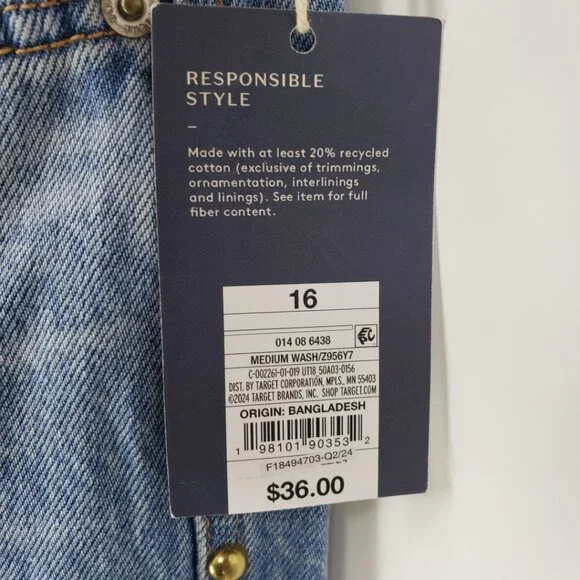 RESPONSIBLE
STYLE
–
Made with at least 20% recycled
cotton (exclusive of trimmings,
ornamentation, interlinings
and linings). See item for full
fiber content.
16
014 08 6438
MEDIUM WASH/Z956Y7
C-002261-01-019 UT18 50A03-0156
DIST. BY TARGET CORPORATION, MPLS., MN 55403
©2024 TARGET BRANDS, INC. SHOP TARGET.COM
ORIGIN: BANGLADESH
1 98101 90353 2
F18494703-Q2/24
$36.00